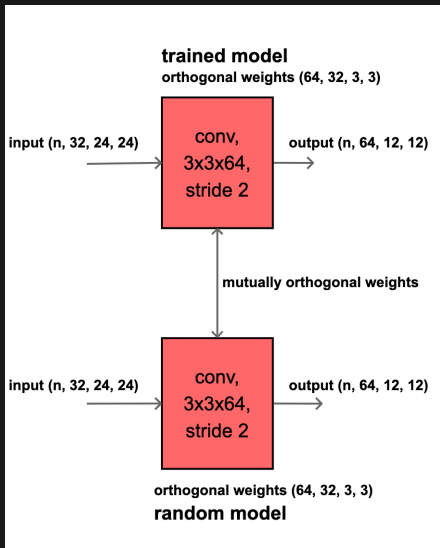 trained model
orthogonal weights (64, 32, 3, 3)
input (n, 32, 24, 24)
conv,
3x3x64,
stride 2
output (n, 64, 12, 12)
mutually orthogonal weights
input (n, 32, 24, 24)
conv,
3x3x64,
stride 2
output (n, 64, 12, 12)
orthogonal weights (64, 32, 3, 3)
random model